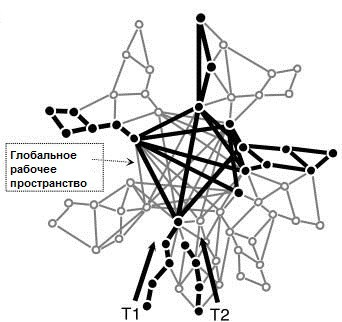 Глобальное
рабочее
пространство
T1
T2